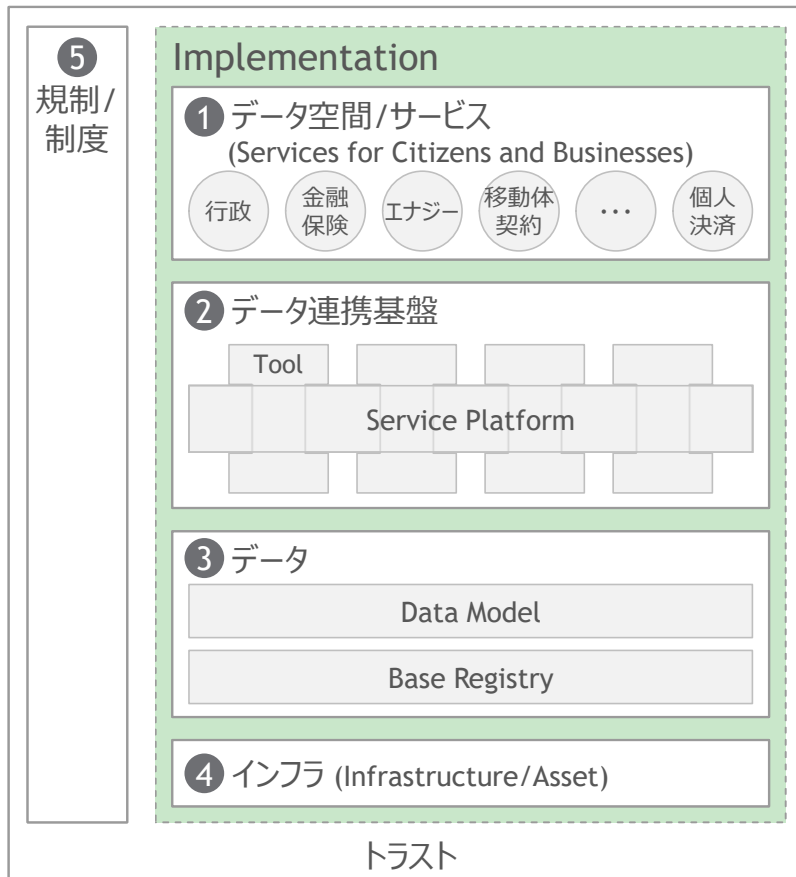 5
規制/
制度
Implementation
1 データ空間/サービス
(Services for Citizens and Businesses)
行政
金融
保険
エナジー
移動体
契約
･･･
個人
決済
2 データ連携基盤
Tool
Service Platform
3 データ
Data Model
Base Registry
4 インフラ (Infrastructure/Asset)
トラスト